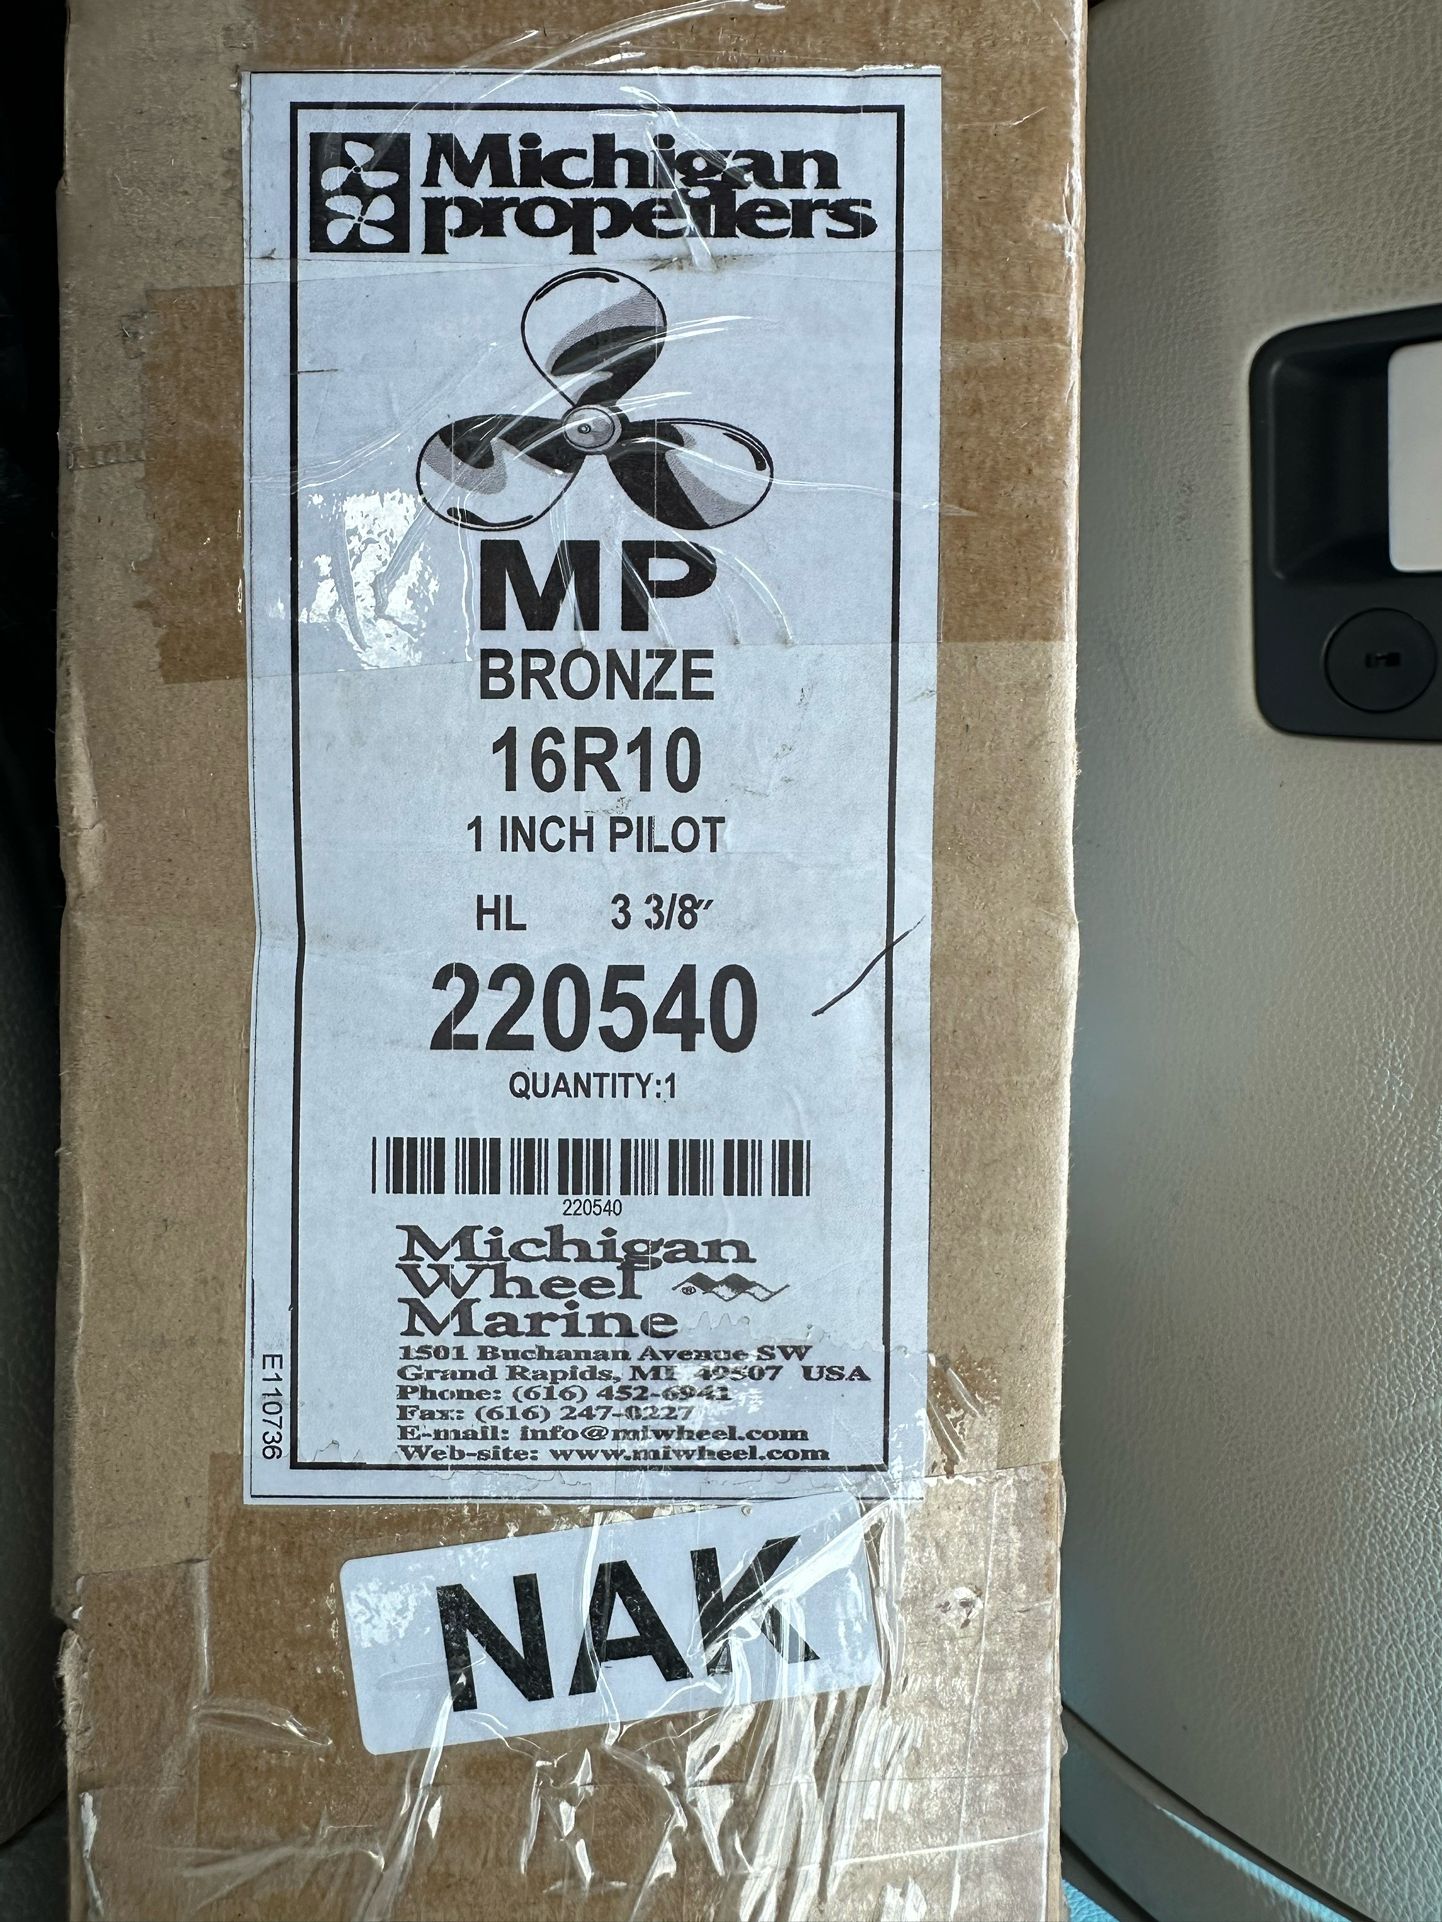 Michigan
propellers
MP
BRONZE
16R10
1 INCH PILOT
HL 3 3/8"
220540
QUANTITY:1
220540
Michigan
Wheel ®
Marine
1501 Buchanan Avenue SW
Grand Rapids, MI 49507 USA
Phone: (616) 452-6941
Fax: (616) 247-0227
E-mail: info@miwheel.com
Web-site: www.miwheel.com
E110736
NAK